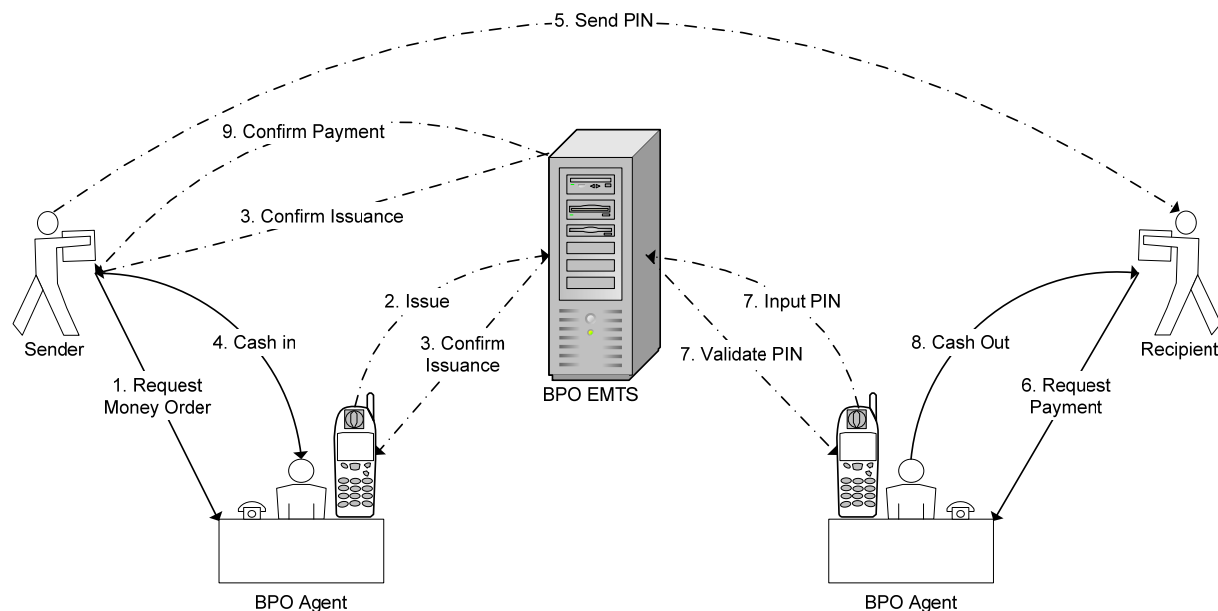 5. Send PIN
9. Confirm Payment
3. Confirm Issuance
2. Issue
7. Input PIN
Sender
4. Cash in
3. Confirm
Issuance
7. Validate PIN
8. Cash Out
Recipient
1. Request
Money Order
BPO EMTS
6. Request
Payment
BPO Agent
BPO Agent